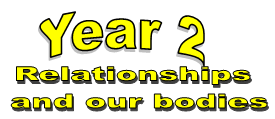 Year 2
Relationships
and our bodies